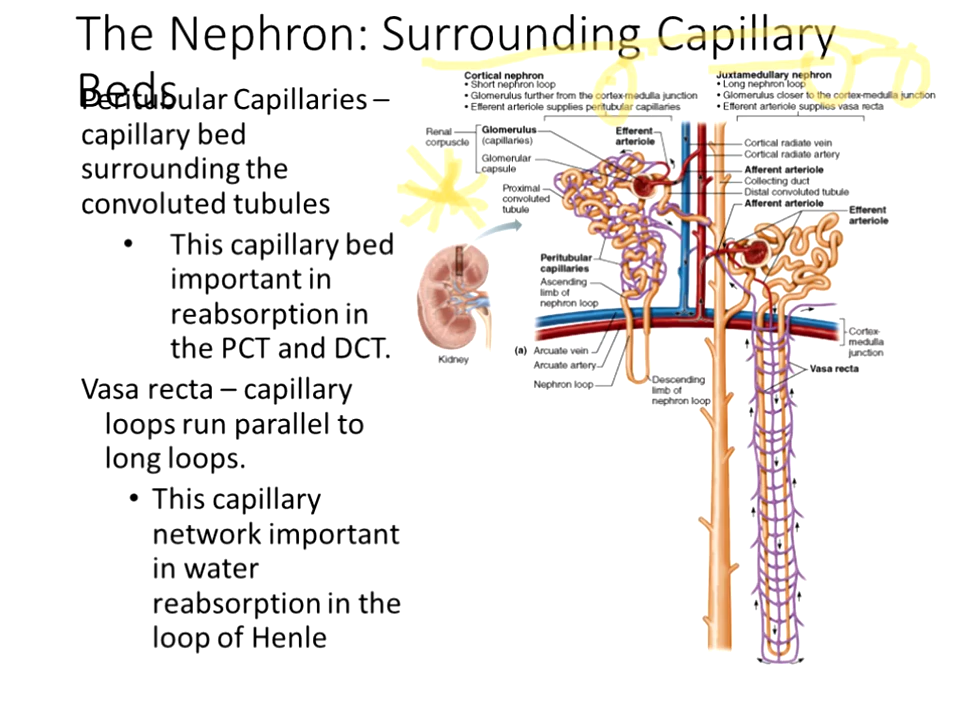 The Nephron: Surrounding Capillary
Beds
Peritubular Capillaries –
capillary bed
surrounding the
convoluted tubules
• This capillary bed
important in
reabsorption in
the PCT and DCT.
Vasa recta – capillary
loops run parallel to
long loops.
• This capillary
network important
in water
reabsorption in the
loop of Henle
Cortical nephron
• Short nephron loop
• Glomerulus further from the cortex-medulla junction
• Efferent arteriole supplies peritubular capillaries
Juxtamedullary nephron
• Long nephron loop
• Glomerulus closer to the cortex-medulla junction
• Efferent arteriole supplies vasa recta
Renal
corpuscle
Glomerulus
(capillaries)
Glomerular
capsule
Efferent
arteriole
Proximal
convoluted
tubule
Cortical radiate vein
Cortical radiate artery
Afferent arteriole
Collecting duct
Distal convoluted tubule
Afferent arteriole
Efferent
arteriole
Peritubular
capillaries
Ascending
limb of
nephron loop
Kidney
(a) Arcuate vein
Arcuate artery
Nephron loop
Descending
limb of
nephron loop
Cortex-
medulla
junction
Vasa recta